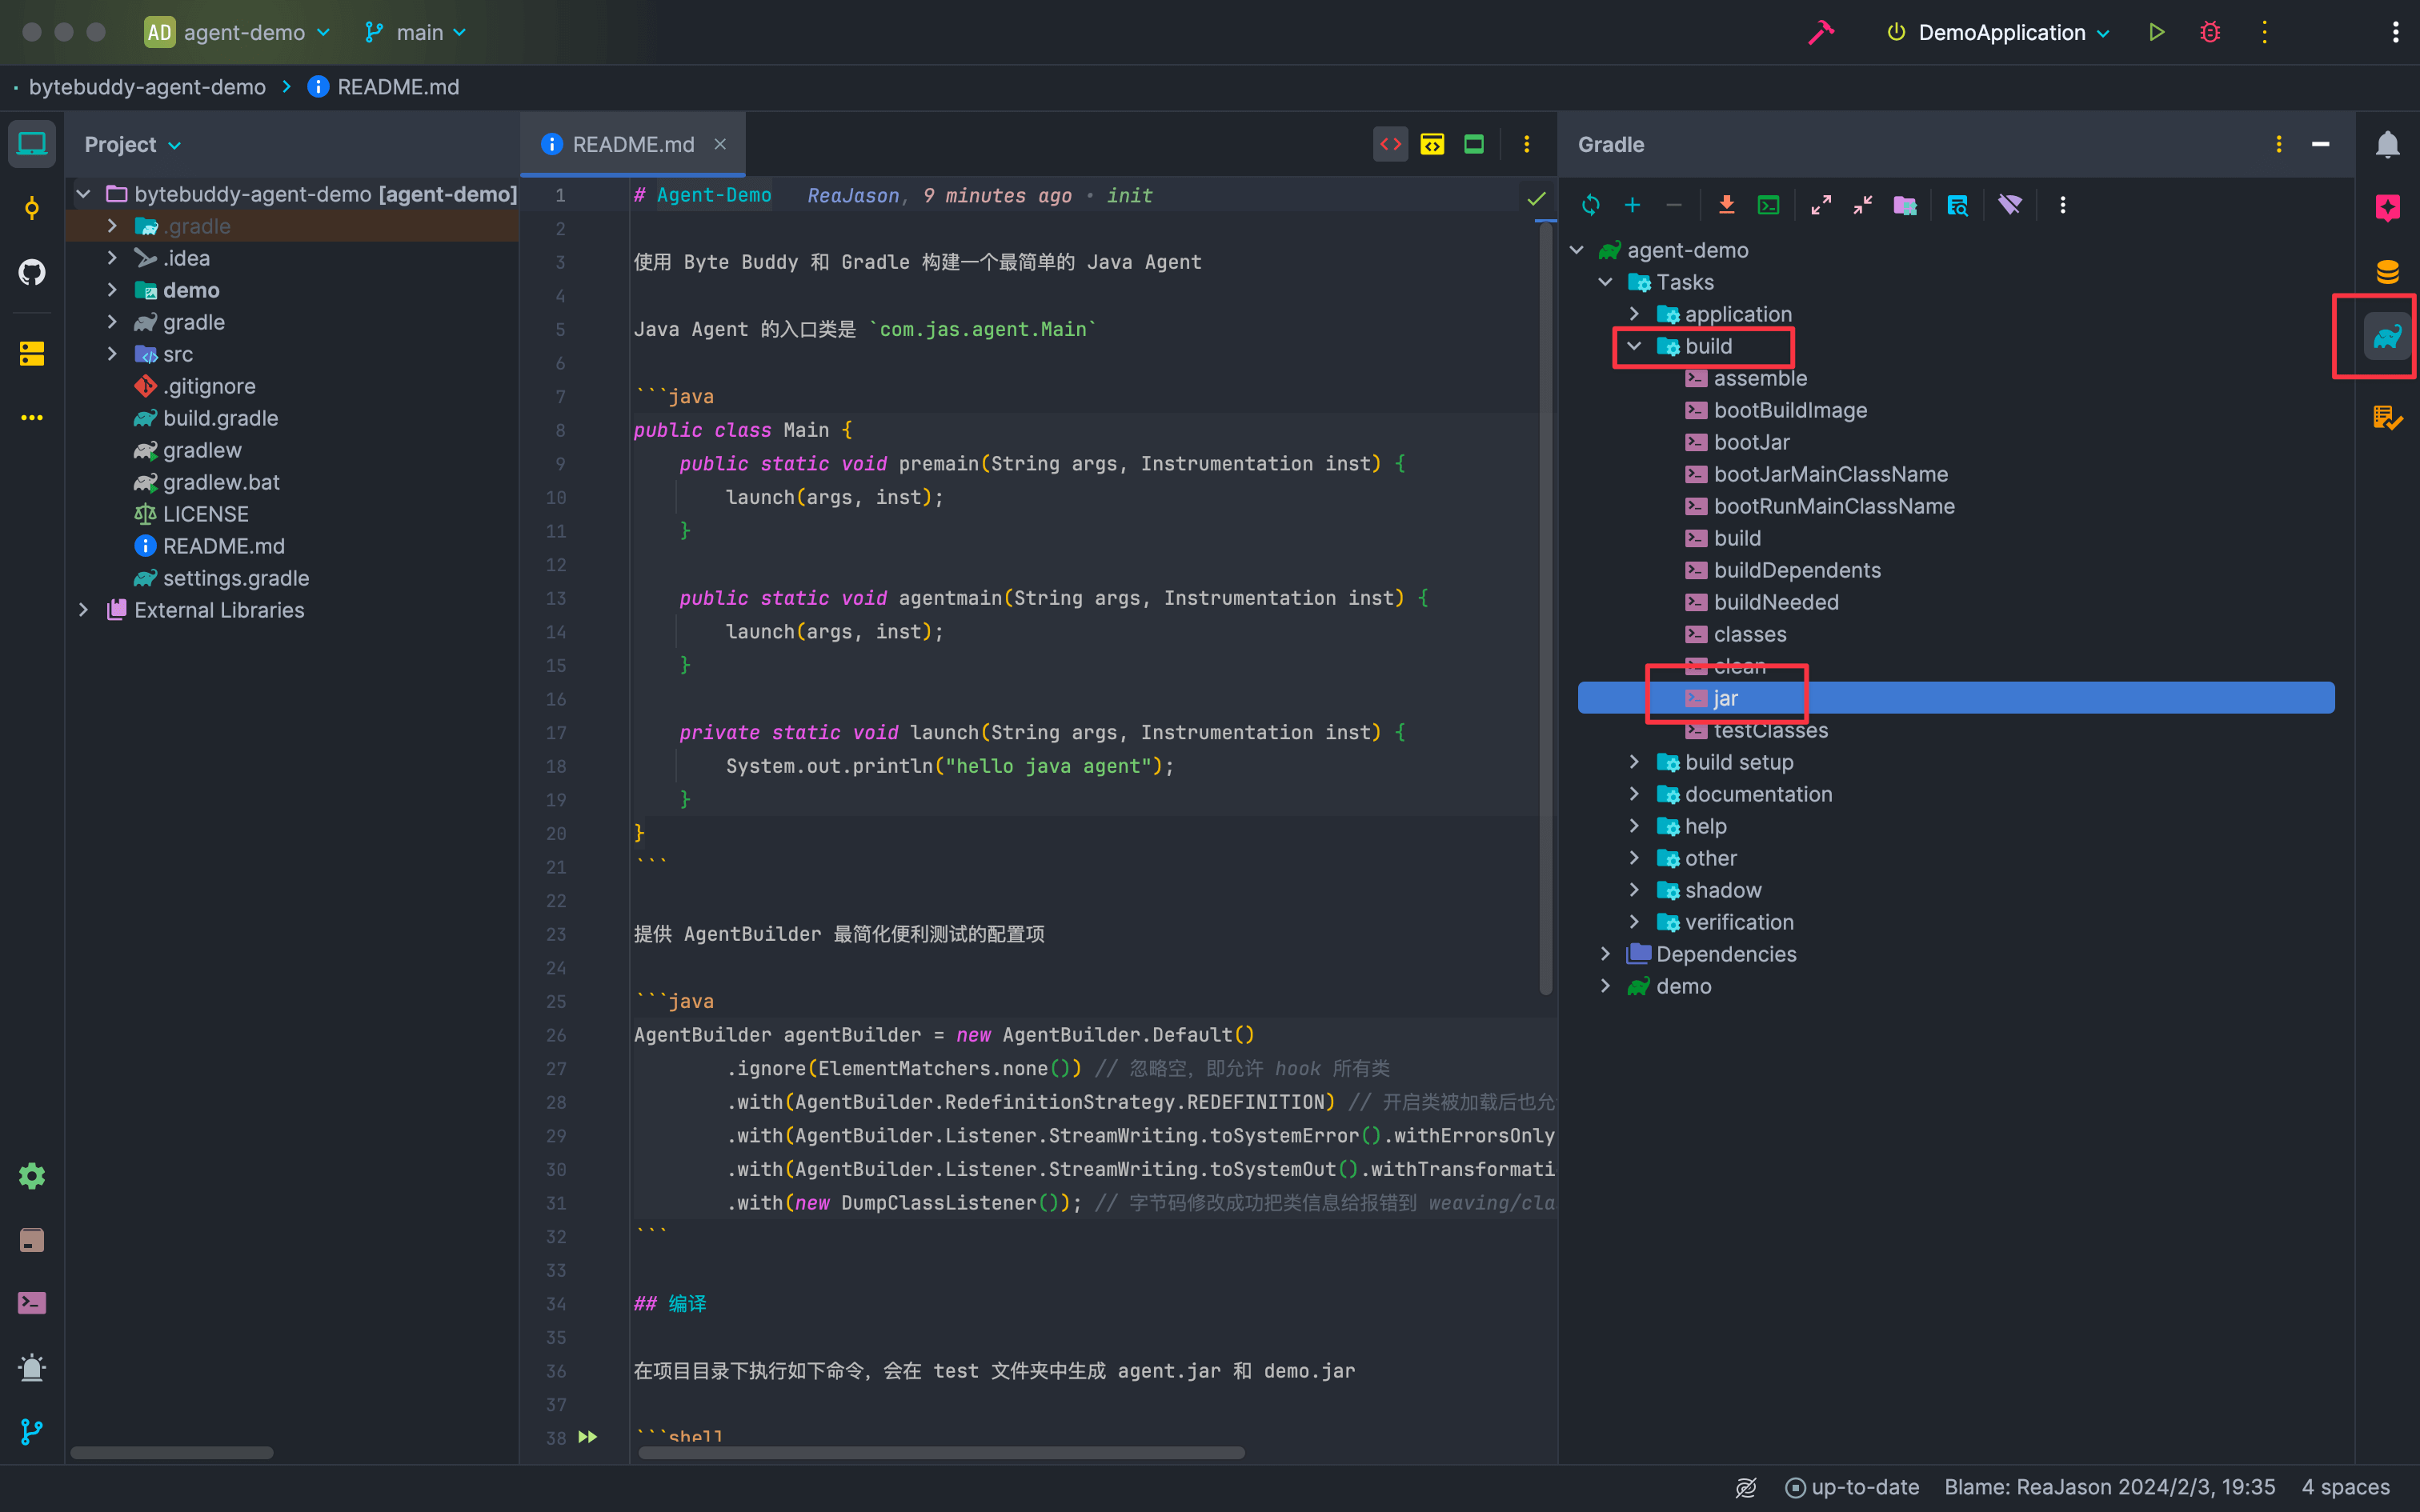 AD agent-demo main DemoApplication
bytebuddy-agent-demo README.md
Project
bytebuddy-agent-demo [agent-demo]
.gradle
.idea
demo
gradle
src
.gitignore
build.gradle
gradlew
gradlew.bat
LICENSE
README.md
settings.gradle
External Libraries
README.md
1 # Agent-Demo ReaJason, 9 minutes ago · init
2
3 使用 Byte Buddy 和 Gradle 构建一个最简单的 Java Agent
4
5 Java Agent 的入口类是 `com.jas.agent.Main`
6
7 ```java
8 public class Main {
9 public static void premain(String args, Instrumentation inst) {
10 launch(args, inst);
11 }
12
13 public static void agentmain(String args, Instrumentation inst) {
14 launch(args, inst);
15 }
16
17 private static void launch(String args, Instrumentation inst) {
18 System.out.println("hello java agent");
19 }
20 }
21 ```
22
23 提供 AgentBuilder 最简化便利测试的配置项
24
25 ```java
26 AgentBuilder agentBuilder = new AgentBuilder.Default()
27 .ignore(ElementMatchers.none()) // 忽略空，即允许 hook 所有类
28 .with(AgentBuilder.RedefinitionStrategy.REDEFINITION) // 开启类被加载后也允
29 .with(AgentBuilder.Listener.StreamWriting.toSystemError().withErrorsOnly
30 .with(AgentBuilder.Listener.StreamWriting.toSystemOut().withTransformati
31 .with(new DumpClassListener()); // 字节码修改成功把类信息给报错到 weaving/cla
32 ```
33
34 ## 编译
35
36 在项目目录下执行如下命令，会在 test 文件夹中生成 agent.jar 和 demo.jar
37
38 ```shell
Gradle
agent-demo
Tasks
application
build
assemble
bootBuildImage
bootJar
bootJarMainClassName
bootRunMainClassName
build
buildDependents
buildNeeded
classes
clean
jar
testClasses
build setup
documentation
help
other
shadow
verification
Dependencies
demo
up-to-date Blame: ReaJason 2024/2/3, 19:35 4 spaces